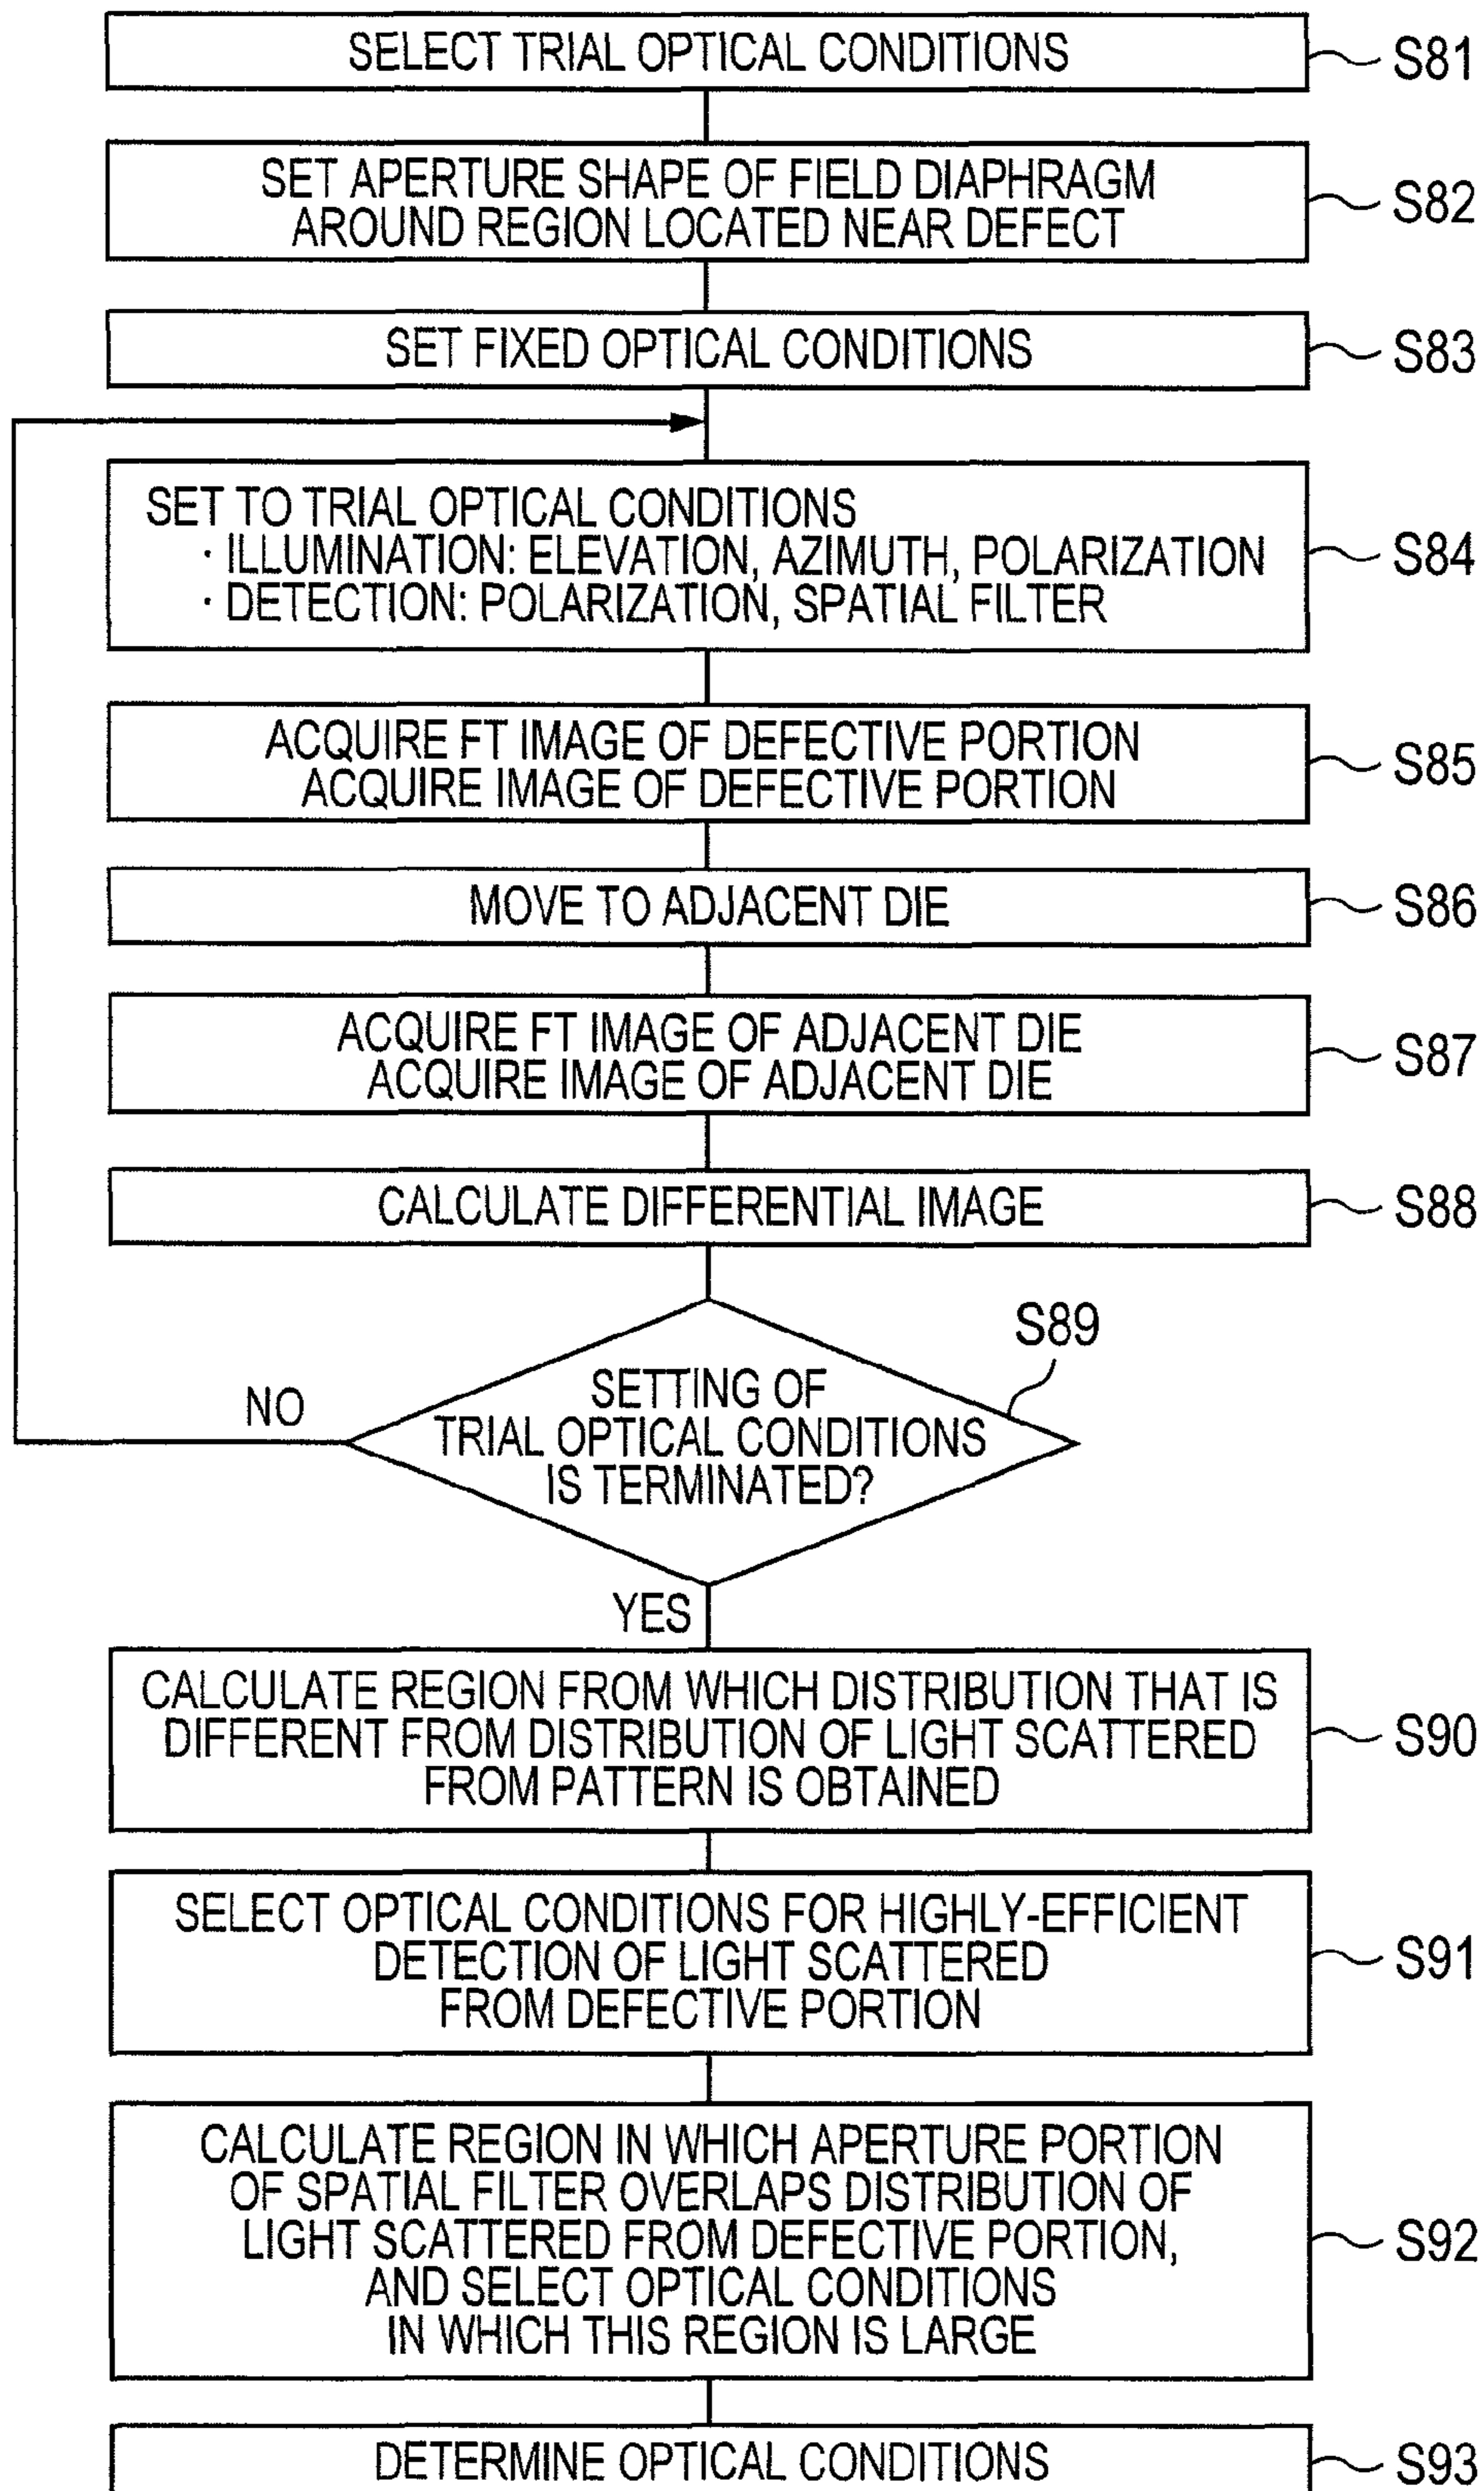 SELECT TRIAL OPTICAL CONDITIONS
S81
SET APERTURE SHAPE OF FIELD DIAPHRAGM
AROUND REGION LOCATED NEAR DEFECT
S82
SET FIXED OPTICAL CONDITIONS
S83
SET TO TRIAL OPTICAL CONDITIONS
· ILLUMINATION: ELEVATION, AZIMUTH, POLARIZATION
· DETECTION: POLARIZATION, SPATIAL FILTER
S84
ACQUIRE FT IMAGE OF DEFECTIVE PORTION
ACQUIRE IMAGE OF DEFECTIVE PORTION
S85
MOVE TO ADJACENT DIE
S86
ACQUIRE FT IMAGE OF ADJACENT DIE
ACQUIRE IMAGE OF ADJACENT DIE
S87
CALCULATE DIFFERENTIAL IMAGE
S88
S89
SETTING OF
TRIAL OPTICAL CONDITIONS
IS TERMINATED?
NO
YES
CALCULATE REGION FROM WHICH DISTRIBUTION THAT IS
DIFFERENT FROM DISTRIBUTION OF LIGHT SCATTERED
FROM PATTERN IS OBTAINED
S90
SELECT OPTICAL CONDITIONS FOR HIGHLY-EFFICIENT
DETECTION OF LIGHT SCATTERED
FROM DEFECTIVE PORTION
S91
CALCULATE REGION IN WHICH APERTURE PORTION
OF SPATIAL FILTER OVERLAPS DISTRIBUTION OF
LIGHT SCATTERED FROM DEFECTIVE PORTION,
AND SELECT OPTICAL CONDITIONS
IN WHICH THIS REGION IS LARGE
S92
DETERMINE OPTICAL CONDITIONS
S93